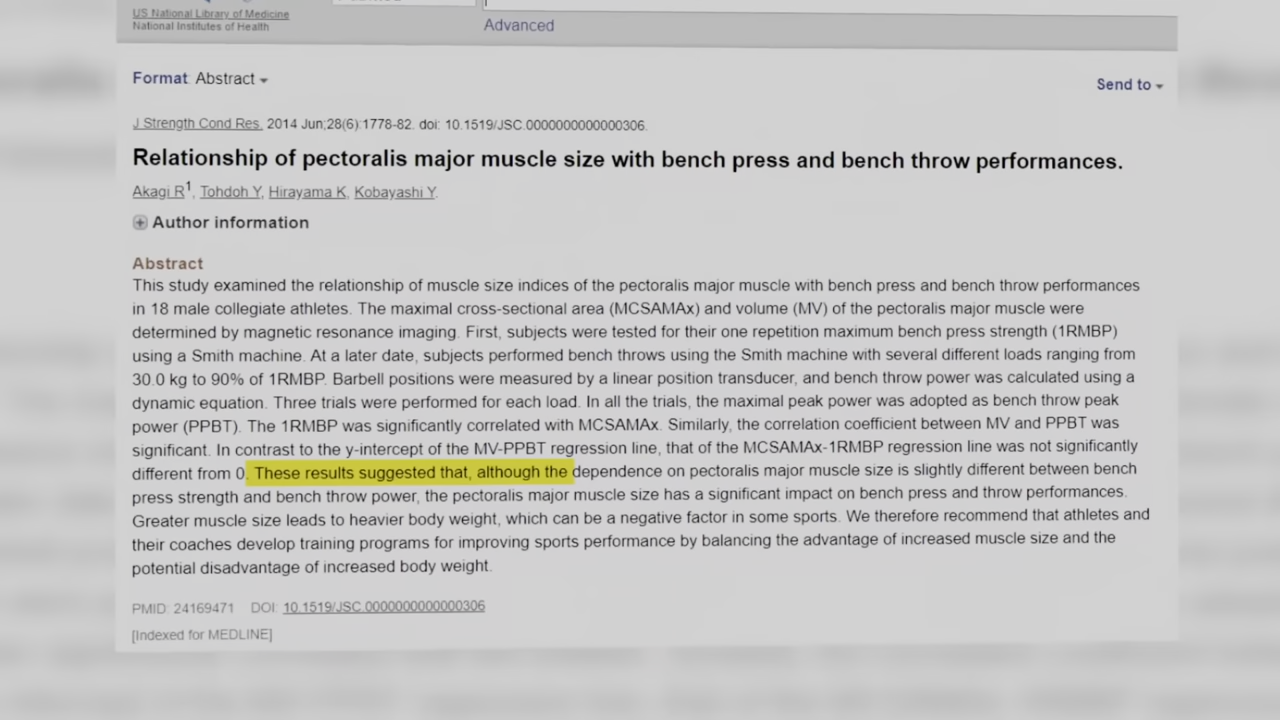 US National Library of Medicine
National Institutes of Health
Advanced
Format: Abstract
Send to
J Strength Cond Res. 2014 Jun;28(6):1778-82. doi: 10.1519/JSC.0000000000000306.
Relationship of pectoralis major muscle size with bench press and bench throw performances.
Akagi R1, Tohdoh Y, Hirayama K, Kobayashi Y.
Author information
Abstract
This study examined the relationship of muscle size indices of the pectoralis major muscle with bench press and bench throw performances
in 18 male collegiate athletes. The maximal cross-sectional area (MCSAMAx) and volume (MV) of the pectoralis major muscle were
determined by magnetic resonance imaging. First, subjects were tested for their one repetition maximum bench press strength (1RMBP)
using a Smith machine. At a later date, subjects performed bench throws using the Smith machine with several different loads ranging from
30.0 kg to 90% of 1RMBP. Barbell positions were measured by a linear position transducer, and bench throw power was calculated using a
dynamic equation. Three trials were performed for each load. In all the trials, the maximal peak power was adopted as bench throw peak
power (PPBT). The 1RMBP was significantly correlated with MCSAMAx. Similarly, the correlation coefficient between MV and PPBT was
significant. In contrast to the y-intercept of the MV-PPBT regression line, that of the MCSAMAx-1RMBP regression line was not significantly
different from 0. These results suggested that, although the dependence on pectoralis major muscle size is slightly different between bench
press strength and bench throw power, the pectoralis major muscle size has a significant impact on bench press and throw performances.
Greater muscle size leads to heavier body weight, which can be a negative factor in some sports. We therefore recommend that athletes and
their coaches develop training programs for improving sports performance by balancing the advantage of increased muscle size and the
potential disadvantage of increased body weight.
PMID: 24169471 DOI: 10.1519/JSC.0000000000000306
[Indexed for MEDLINE]